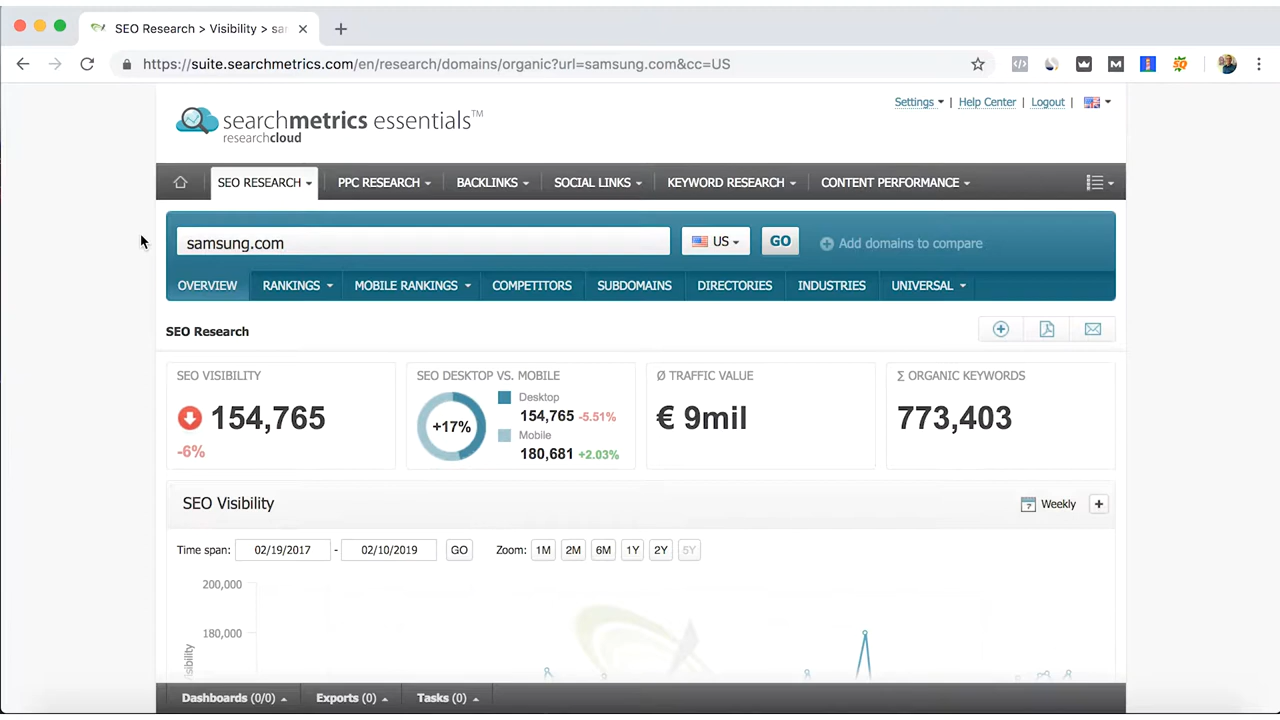 SEO Research > Visibility > sa
https://suite.searchmetrics.com/en/research/domains/organic?url=samsung.com&cc=US
Settings | Help Center | Logout |
searchmetrics essentials™
researchcloud
SEO RESEARCH PPC RESEARCH BACKLINKS SOCIAL LINKS KEYWORD RESEARCH CONTENT PERFORMANCE
samsung.com US GO Add domains to compare
OVERVIEW RANKINGS MOBILE RANKINGS COMPETITORS SUBDOMAINS DIRECTORIES INDUSTRIES UNIVERSAL
SEO Research
SEO VISIBILITY
154,765
-6%
SEO DESKTOP VS. MOBILE
+17%
Desktop
154,765 -5.51%
Mobile
180,681 +2.03%
Ø TRAFFIC VALUE
€ 9mil
Σ ORGANIC KEYWORDS
773,403
SEO Visibility
7 Weekly +
Time span: 02/19/2017 - 02/10/2019 GO Zoom: 1M 2M 6M 1Y 2Y 5Y
200,000
180,000
isibility
Dashboards (0/0) Exports (0) Tasks (0)